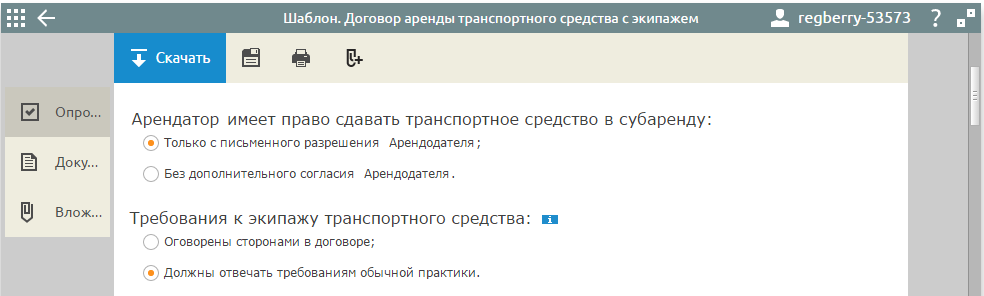 Шаблон. Договор аренды транспортного средства с экипажем
regberry-53573
?
Скачать
Опро...
Арендатор имеет право сдавать транспортное средство в субаренду:
Только с письменного разрешения Арендодателя;
Доку...
Без дополнительного согласия Арендодателя.
Влож...
Требования к экипажу транспортного средства:
Оговорены сторонами в договоре;
Должны отвечать требованиям обычной практики.